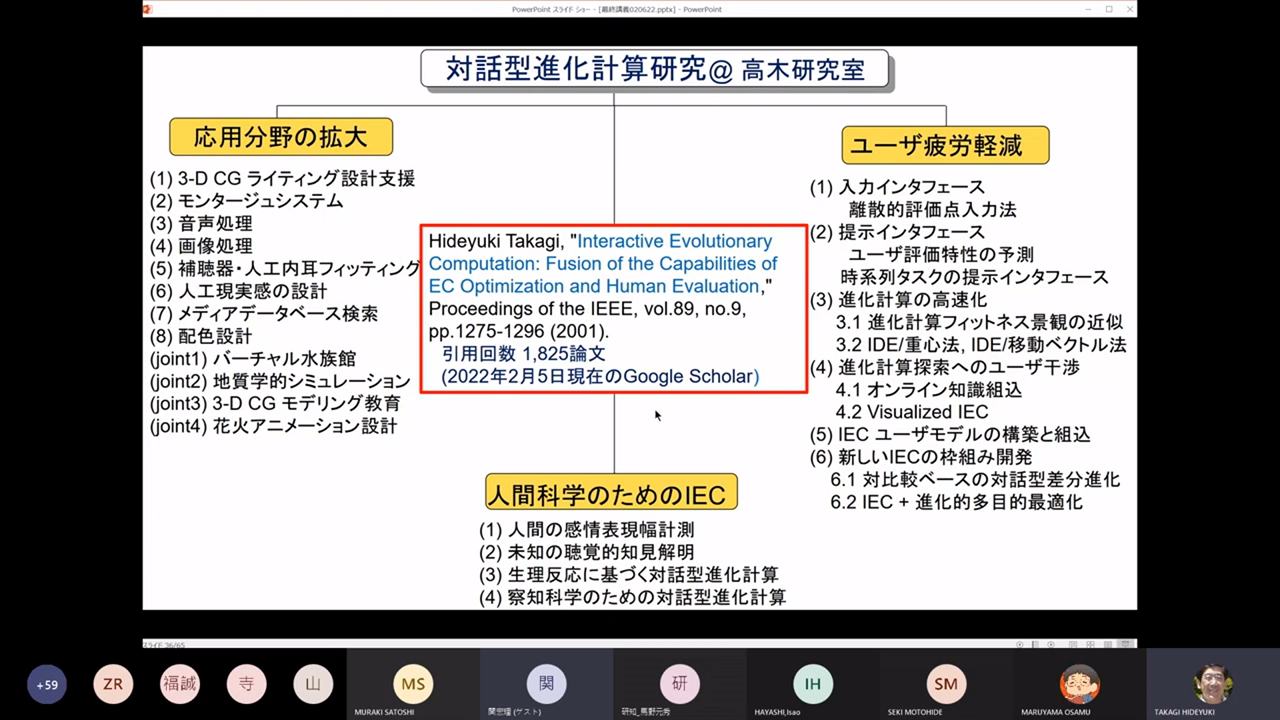 PowerPoint スライド ショー - [最終講義020622.pptx] - PowerPoint
対話型進化計算研究@ 高木研究室
応用分野の拡大
(1) 3-D CG ライティング設計支援
(2) モンタージュシステム
(3) 音声処理
(4) 画像処理
(5) 補聴器・人工内耳フィッティング
(6) 人工現実感の設計
(7) メディアデータベース検索
(8) 配色設計
(joint1) バーチャル水族館
(joint2) 地質学的シミュレーション
(joint3) 3-D CG モデリング教育
(joint4) 花火アニメーション設計
Hideyuki Takagi, "Interactive Evolutionary
Computation: Fusion of the Capabilities of
EC Optimization and Human Evaluation,"
Proceedings of the IEEE, vol.89, no.9,
pp.1275-1296 (2001).
引用回数 1,825論文
(2022年2月5日現在のGoogle Scholar)
ユーザ疲労軽減
(1) 入力インタフェース
離散的評価点入力法
(2) 提示インタフェース
ユーザ評価特性の予測
時系列タスクの提示インタフェース
(3) 進化計算の高速化
3.1 進化計算フィットネス景観の近似
3.2 IDE/重心法, IDE/移動ベクトル法
(4) 進化計算探索へのユーザ干渉
4.1 オンライン知識組込
4.2 Visualized IEC
(5) IEC ユーザモデルの構築と組込
(6) 新しいIECの枠組み開発
6.1 対比較ベースの対話型差分進化
6.2 IEC + 進化的多目的最適化
人間科学のためのIEC
(1) 人間の感情表現幅計測
(2) 未知の聴覚的知見解明
(3) 生理反応に基づく対話型進化計算
(4) 察知科学のための対話型進化計算
スライド 36/65
+59
ZR
福誠
寺
山
MS
関
研
IH
SM
MURAKI SATOSHI
関宏理 (ゲスト)
研知_馬野元秀
HAYASHI,Isao
SEKI MOTOHIDE
MARUYAMA OSAMU
TAKAGI HIDEYUKI